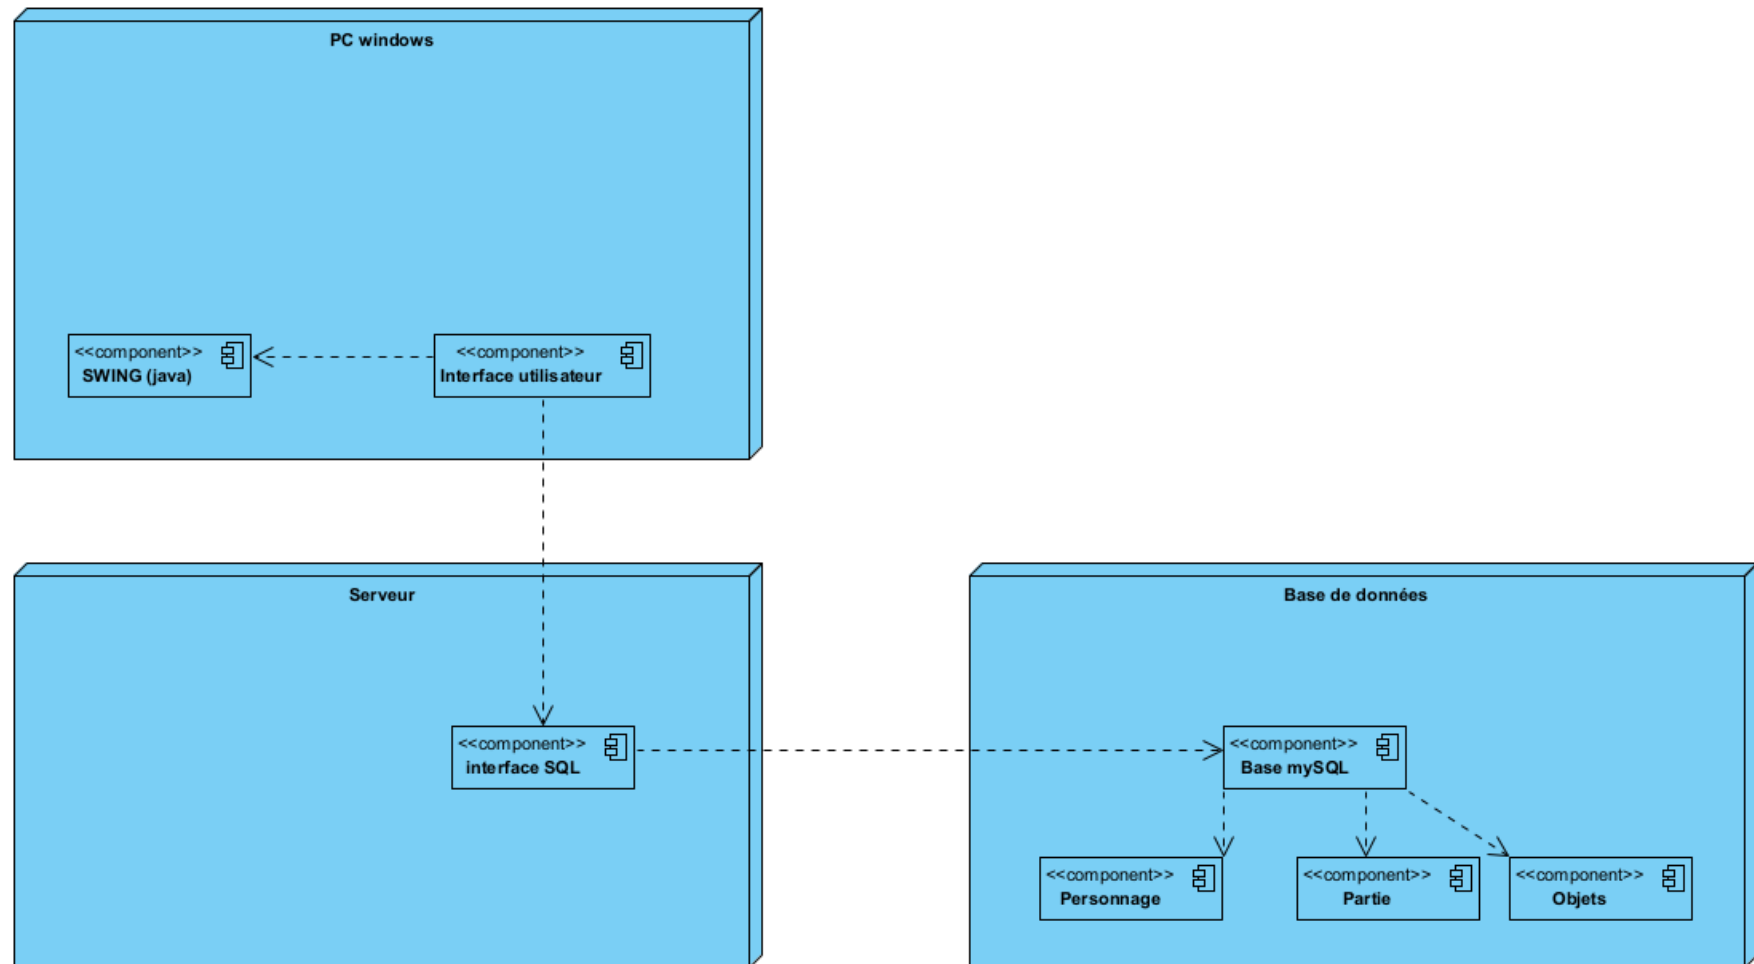 PC windows
<<component>>
SWING (java)
<<component>>
Interface utilisateur
Serveur
<<component>>
interface SQL
Base de données
<<component>>
Base mySQL
<<component>>
Personnage
<<component>>
Partie
<<component>>
Objets